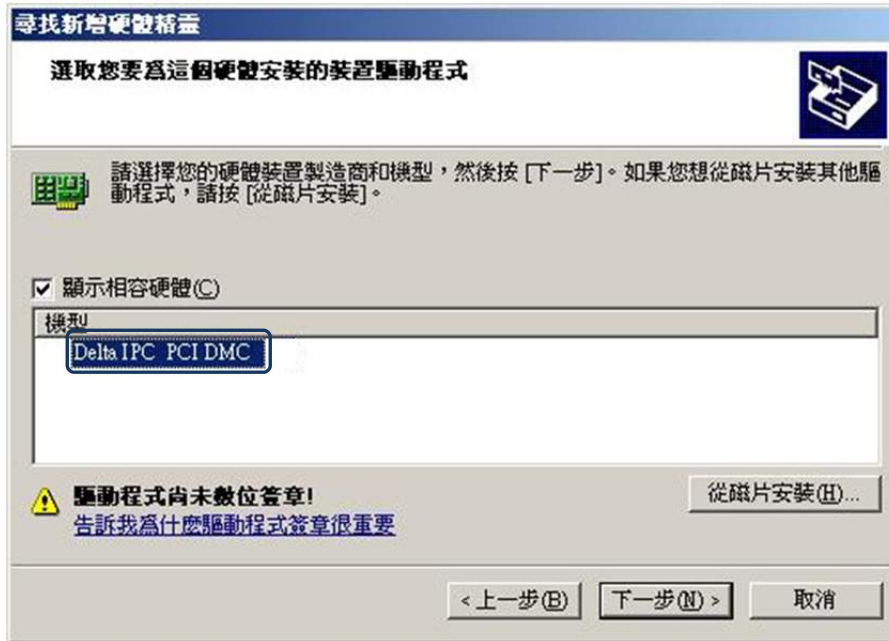 尋找新增硬體精靈
選取您要為這個硬體安裝的裝置驅動程式
請選擇您的硬體裝置製造商和機型，然後按 [下一步]。如果您想從磁片安裝其他驅
動程式，請按 [從磁片安裝]。
顯示相容硬體(C)
機型
Delta IPC PCI DMC
驅動程式尚未數位簽章!
從磁片安裝(H)...
告訴我為什麼驅動程式簽章很重要
<上一步(B)
下一步(N)>
取消